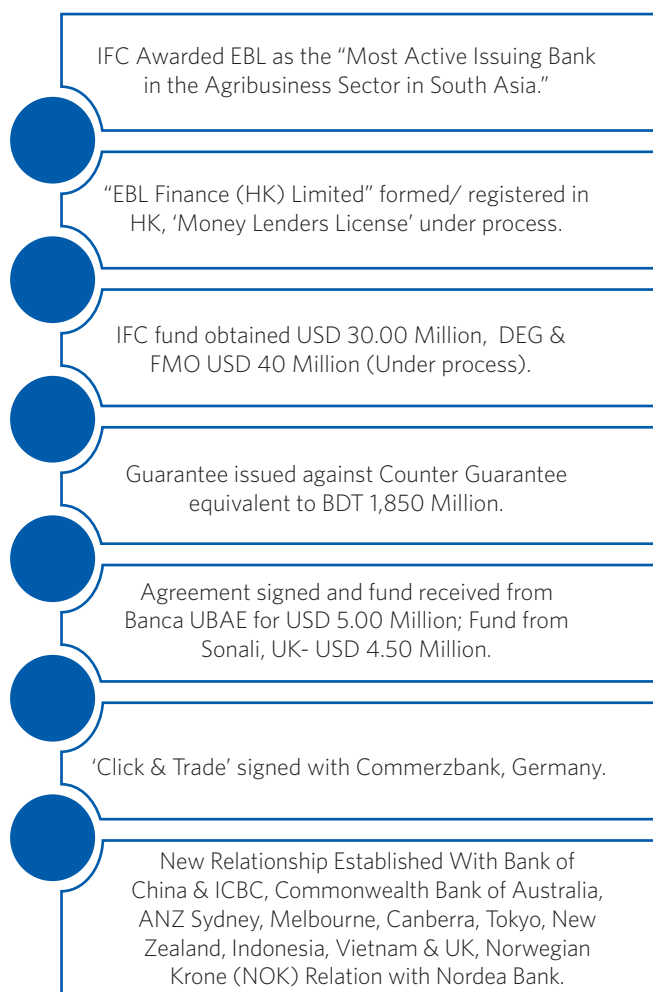 IFC Awarded EBL as the “Most Active Issuing Bank
in the Agribusiness Sector in South Asia.”
“EBL Finance (HK) Limited” formed/ registered in
HK, ‘Money Lenders License’ under process.
IFC fund obtained USD 30.00 Million,  DEG &
FMO USD 40 Million (Under process).
Guarantee issued against Counter Guarantee
equivalent to BDT 1,850 Million.
Agreement signed and fund received from
Banca UBAE for USD 5.00 Million; Fund from
Sonali, UK- USD 4.50 Million.
‘Click & Trade’ signed with Commerzbank, Germany.
New Relationship Established With Bank of
China & ICBC, Commonwealth Bank of Australia,
ANZ Sydney, Melbourne, Canberra, Tokyo, New
Zealand, Indonesia, Vietnam & UK, Norwegian
Krone (NOK) Relation with Nordea Bank.